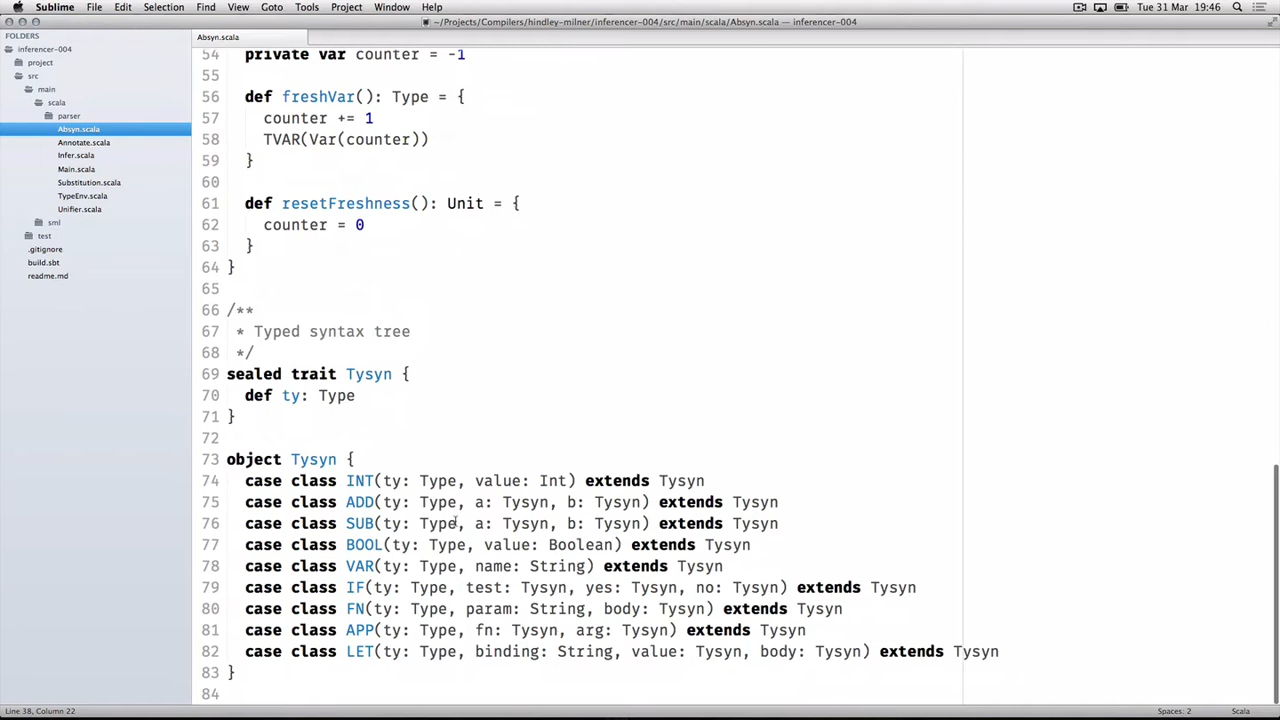 Sublime File Edit Selection Find View Goto Tools Project Window Help Tue 31 Mar 19:46
~/Projects/Compilers/hindley-milner/inferencer-004/src/main/scala/Absyn.scala — inferencer-004
FOLDERS
inferencer-004
project
src
main
scala
parser
Absyn.scala
Annotate.scala
Infer.scala
Main.scala
Substitution.scala
TypeEnv.scala
Unifier.scala
sml
test
.gitignore
build.sbt
readme.md
Absyn.scala
54 private var counter = -1
55
56 def freshVar(): Type = {
57 counter += 1
58 TVAR(Var(counter))
59 }
60
61 def resetFreshness(): Unit = {
62 counter = 0
63 }
64 }
65
66 /**
67 * Typed syntax tree
68 */
69 sealed trait Tysyn {
70 def ty: Type
71 }
72
73 object Tysyn {
74 case class INT(ty: Type, value: Int) extends Tysyn
75 case class ADD(ty: Type, a: Tysyn, b: Tysyn) extends Tysyn
76 case class SUB(ty: Type, a: Tysyn, b: Tysyn) extends Tysyn
77 case class BOOL(ty: Type, value: Boolean) extends Tysyn
78 case class VAR(ty: Type, name: String) extends Tysyn
79 case class IF(ty: Type, test: Tysyn, yes: Tysyn, no: Tysyn) extends Tysyn
80 case class FN(ty: Type, param: String, body: Tysyn) extends Tysyn
81 case class APP(ty: Type, fn: Tysyn, arg: Tysyn) extends Tysyn
82 case class LET(ty: Type, binding: String, value: Tysyn, body: Tysyn) extends Tysyn
83 }
84
Line 38, Column 22 Spaces: 2 Scala